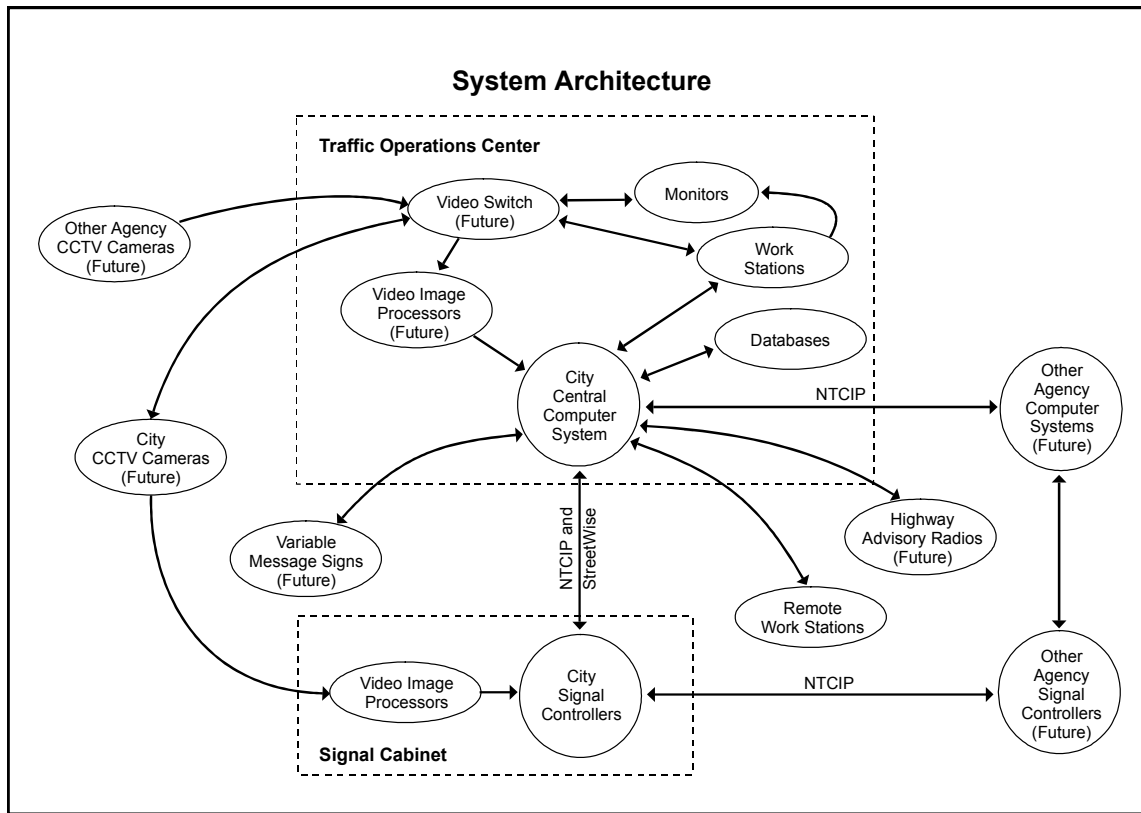 System Architecture
Traffic Operations Center
Video Switch
(Future)
Monitors
Other Agency
CCTV Cameras
(Future)
Work
Stations
Video Image
Processors
(Future)
Databases
City
Central
Computer
System
NTCIP
Other
Agency
Computer
Systems
(Future)
City
CCTV Cameras
(Future)
Variable
Message Signs
(Future)
NTCIP and
StreetWise
Highway
Advisory Radios
(Future)
Remote
Work Stations
Video Image
Processors
City
Signal
Controllers
NTCIP
Other
Agency
Signal
Controllers
(Future)
Signal Cabinet